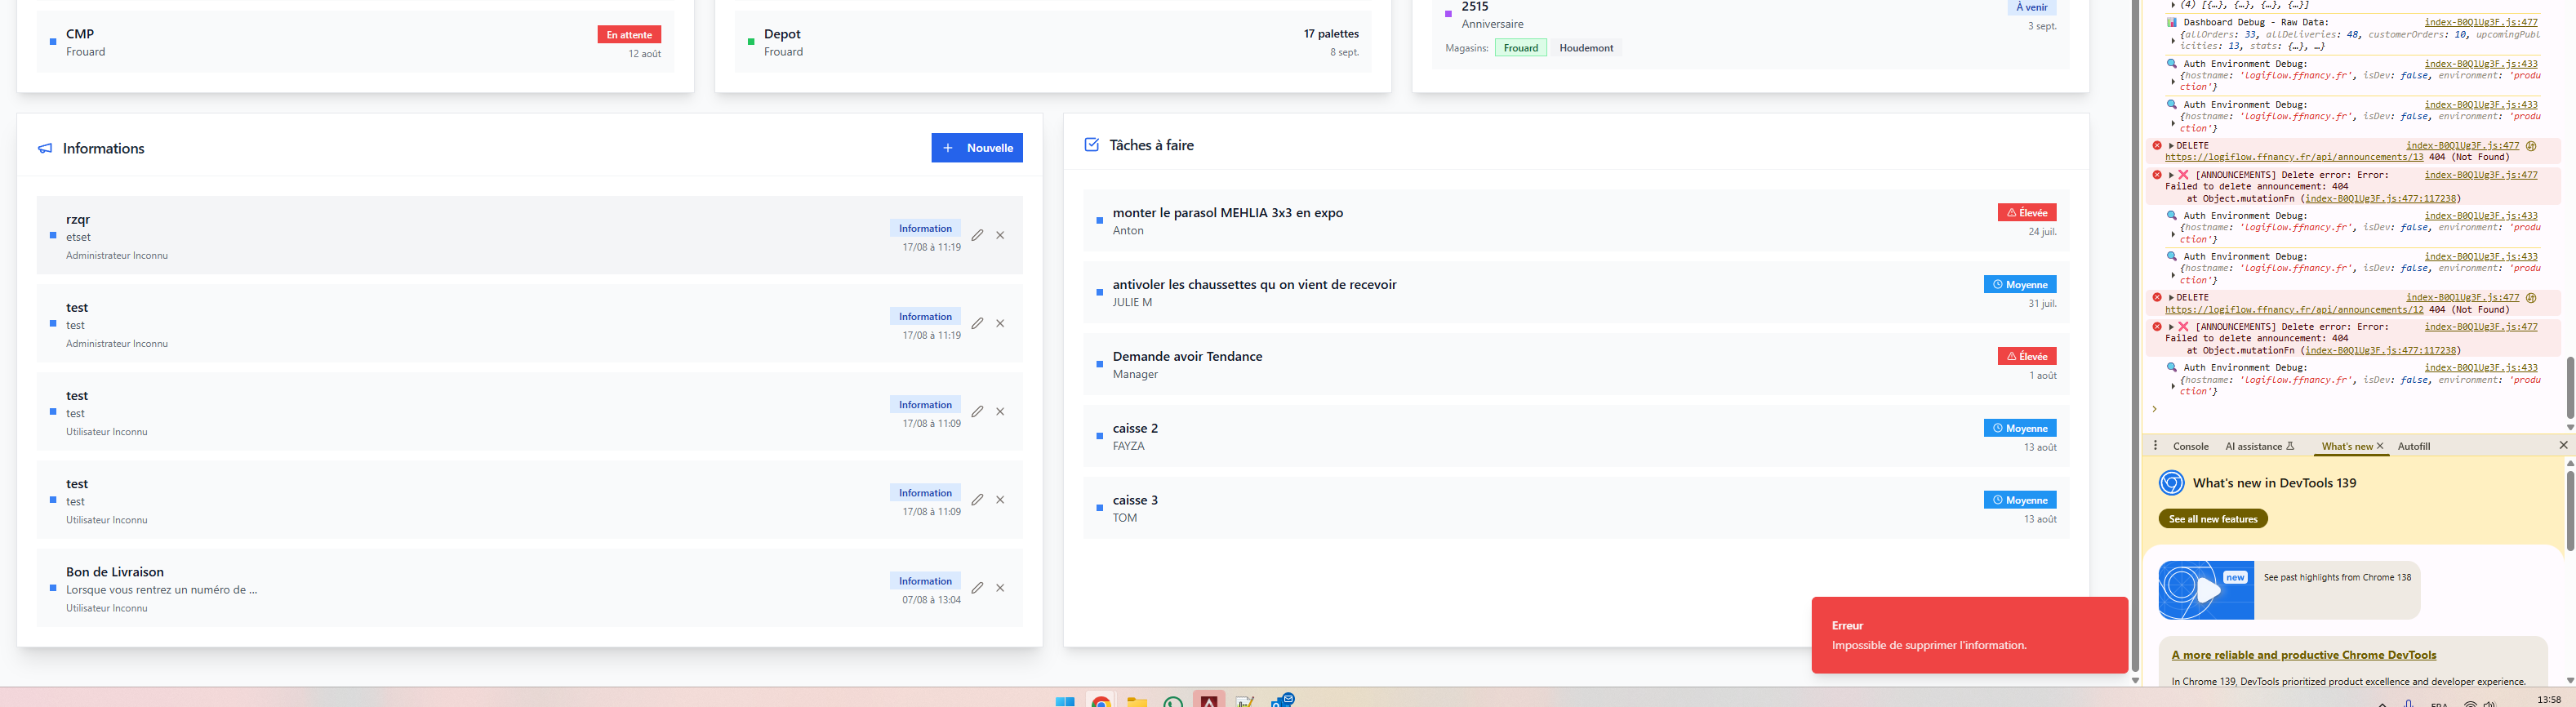 CMP
En attente
Frouard
12 août
Depot
17 palettes
Frouard
8 sept.
2515
À venir
Anniversaire
3 sept.
Magasins: Frouard Houdemont
Informations
+ Nouvelle
rzqr
etset
Administrateur Inconnu
Information
17/08 à 11:19
test
test
Administrateur Inconnu
Information
17/08 à 11:19
test
test
Utilisateur Inconnu
Information
17/08 à 11:09
test
test
Utilisateur Inconnu
Information
17/08 à 11:09
Bon de Livraison
Lorsque vous rentrez un numéro de ...
Utilisateur Inconnu
Information
07/08 à 13:04
Tâches à faire
monter le parasol MEHLIA 3x3 en expo
Anton
Élevée
24 juil.
antivoler les chaussettes qu on vient de recevoir
JULIE M
Moyenne
31 juil.
Demande avoir Tendance
Manager
Élevée
1 août
caisse 2
FAYZA
Moyenne
13 août
caisse 3
TOM
Moyenne
13 août
Erreur
Impossible de supprimer l'information.
(4) [{…}, {…}, {…}, {…}]
Dashboard Debug - Raw Data: index-B0QlUg3F.js:477
{allOrders: 33, allDeliveries: 48, customerOrders: 10, upcomingPubl
icities: 13, stats: {…}, …}
Auth Environment Debug: index-B0QlUg3F.js:433
{hostname: 'logiflow.ffnancy.fr', isDev: false, environment: 'produ
ction'}
Auth Environment Debug: index-B0QlUg3F.js:433
{hostname: 'logiflow.ffnancy.fr', isDev: false, environment: 'produ
ction'}
DELETE index-B0QlUg3F.js:477
https://logiflow.ffnancy.fr/api/announcements/13 404 (Not Found)
[ANNOUNCEMENTS] Delete error: Error: index-B0QlUg3F.js:477
Failed to delete announcement: 404
at Object.mutationFn (index-B0QlUg3F.js:477:117238)
Auth Environment Debug: index-B0QlUg3F.js:433
{hostname: 'logiflow.ffnancy.fr', isDev: false, environment: 'produ
ction'}
Auth Environment Debug: index-B0QlUg3F.js:433
{hostname: 'logiflow.ffnancy.fr', isDev: false, environment: 'produ
ction'}
DELETE index-B0QlUg3F.js:477
https://logiflow.ffnancy.fr/api/announcements/12 404 (Not Found)
[ANNOUNCEMENTS] Delete error: Error: index-B0QlUg3F.js:477
Failed to delete announcement: 404
at Object.mutationFn (index-B0QlUg3F.js:477:117238)
Auth Environment Debug: index-B0QlUg3F.js:433
{hostname: 'logiflow.ffnancy.fr', isDev: false, environment: 'produ
ction'}
Console AI assistance What's new Autofill
What's new in DevTools 139
See all new features
new
See past highlights from Chrome 138
A more reliable and productive Chrome DevTools
In Chrome 139, DevTools prioritized product excellence and developer experience.
FRA
13:58